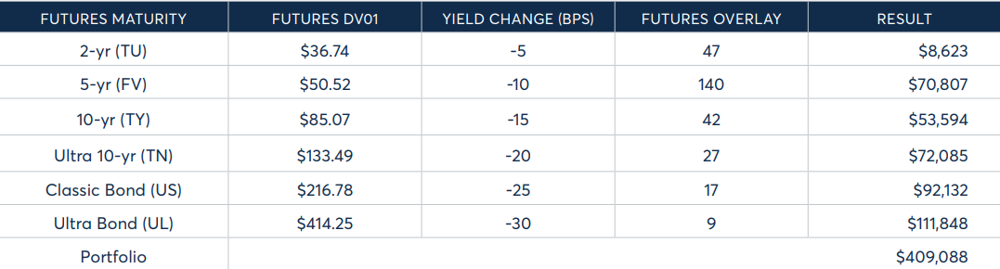 FUTURES MATURITY FUTURES DV01 YIELD CHANGE (BPS) FUTURES OVERLAY RESULT
2-yr (TU) $36.74 -5 47 $8,623
5-yr (FV) $50.52 -10 140 $70,807
10-yr (TY) $85.07 -15 42 $53,594
Ultra 10-yr (TN) $133.49 -20 27 $72,085
Classic Bond (US) $216.78 -25 17 $92,132
Ultra Bond (UL) $414.25 -30 9 $111,848
Portfolio $409,088